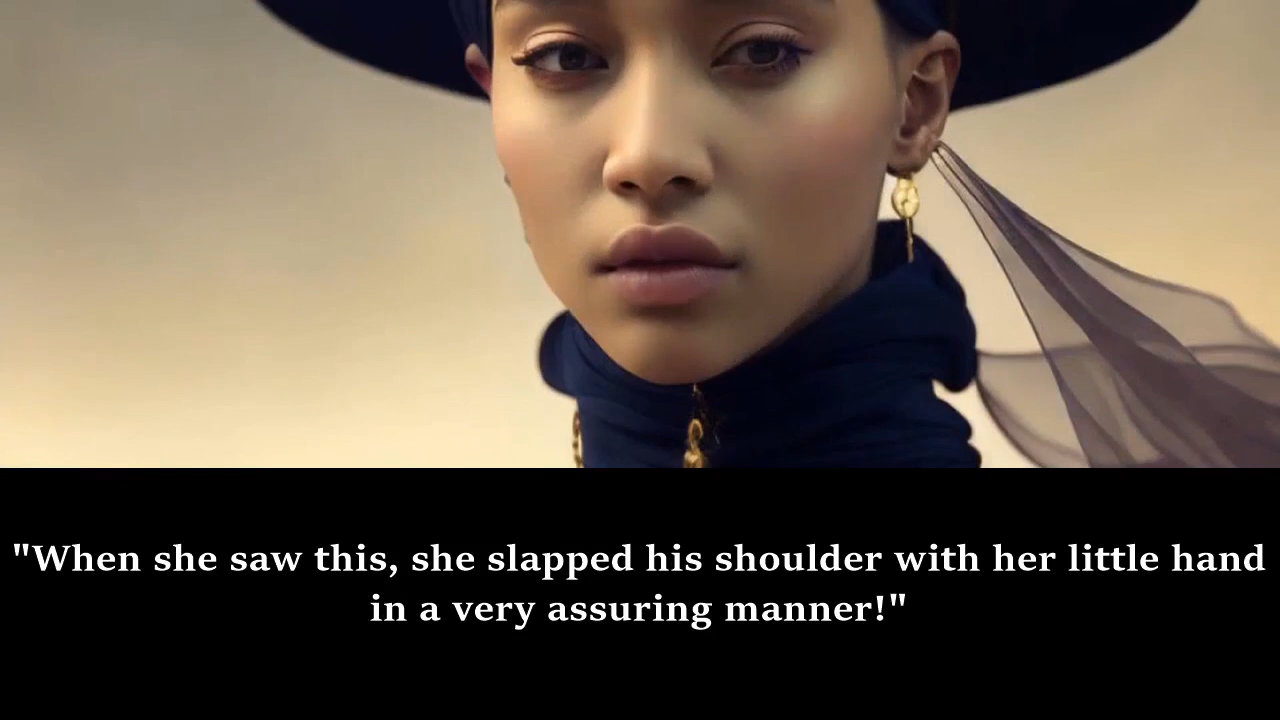 "When she saw this, she slapped his shoulder with her little hand
in a very assuring manner!"